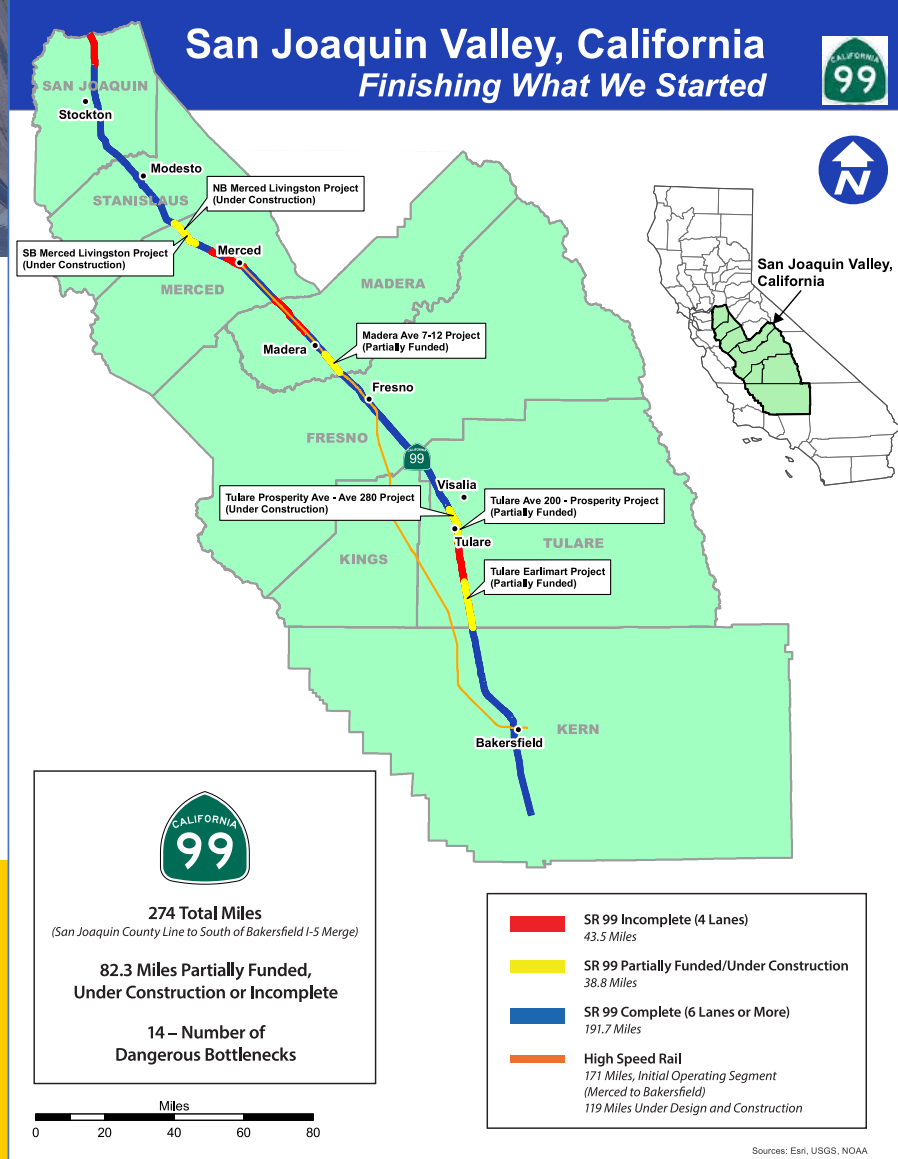 San Joaquin Valley, California
Finishing What We Started
CALIFORNIA
99
SAN JOAQUIN
Stockton
Modesto
STANISLAUS
NB Merced Livingston Project
(Under Construction)
SB Merced Livingston Project
(Under Construction)
Merced
MERCED
MADERA
Madera
Madera Ave 7-12 Project
(Partially Funded)
Fresno
FRESNO
CALIFORNIA
99
Visalia
Tulare Prosperity Ave - Ave 280 Project
(Under Construction)
Tulare Ave 200 - Prosperity Project
(Partially Funded)
Tulare
TULARE
KINGS
Tulare Earlimart Project
(Partially Funded)
Bakersfield
KERN
N
San Joaquin Valley,
California
CALIFORNIA
99
274 Total Miles
(San Joaquin County Line to South of Bakersfield I-5 Merge)
82.3 Miles Partially Funded,
Under Construction or Incomplete
14 – Number of
Dangerous Bottlenecks
Miles
0 20 40 60 80
SR 99 Incomplete (4 Lanes)
43.5 Miles
SR 99 Partially Funded/Under Construction
38.8 Miles
SR 99 Complete (6 Lanes or More)
191.7 Miles
High Speed Rail
171 Miles, Initial Operating Segment
(Merced to Bakersfield)
119 Miles Under Design and Construction
Sources: Esri, USGS, NOAA